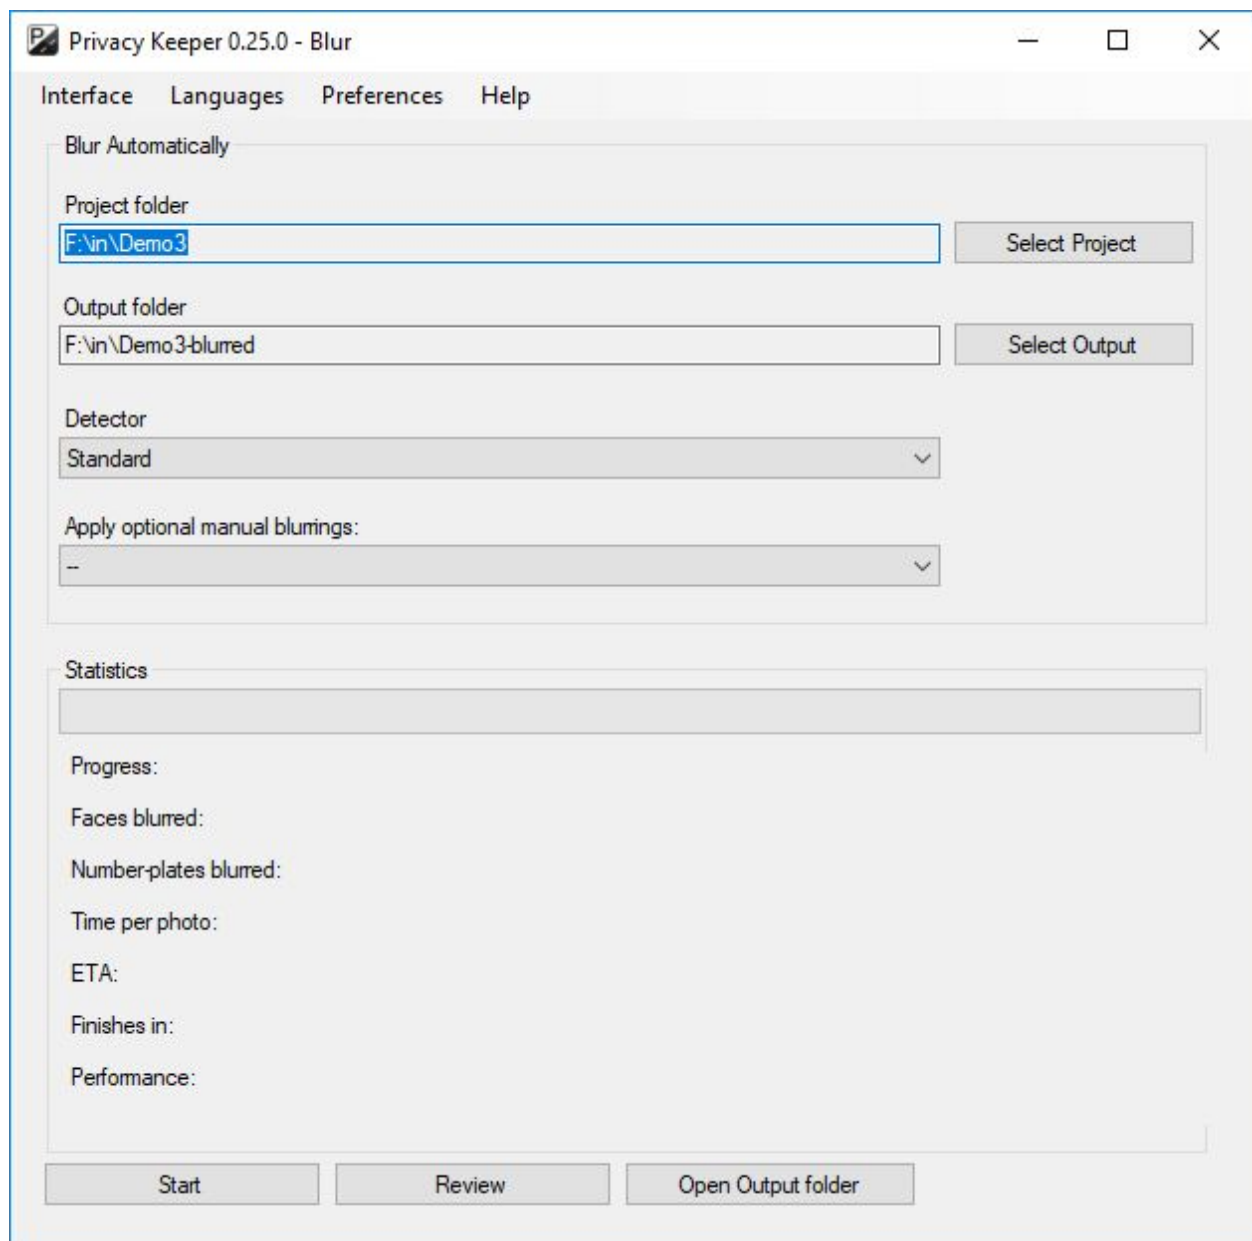 Privacy Keeper 0.25.0 - Blur
Interface Languages Preferences Help
Blur Automatically
Project folder
F:\in\Demo3 Select Project
Output folder
F:\in\Demo3-blurred Select Output
Detector
Standard
Apply optional manual blurrings:
--
Statistics
Progress:
Faces blurred:
Number-plates blurred:
Time per photo:
ETA:
Finishes in:
Performance:
Start Review Open Output folder